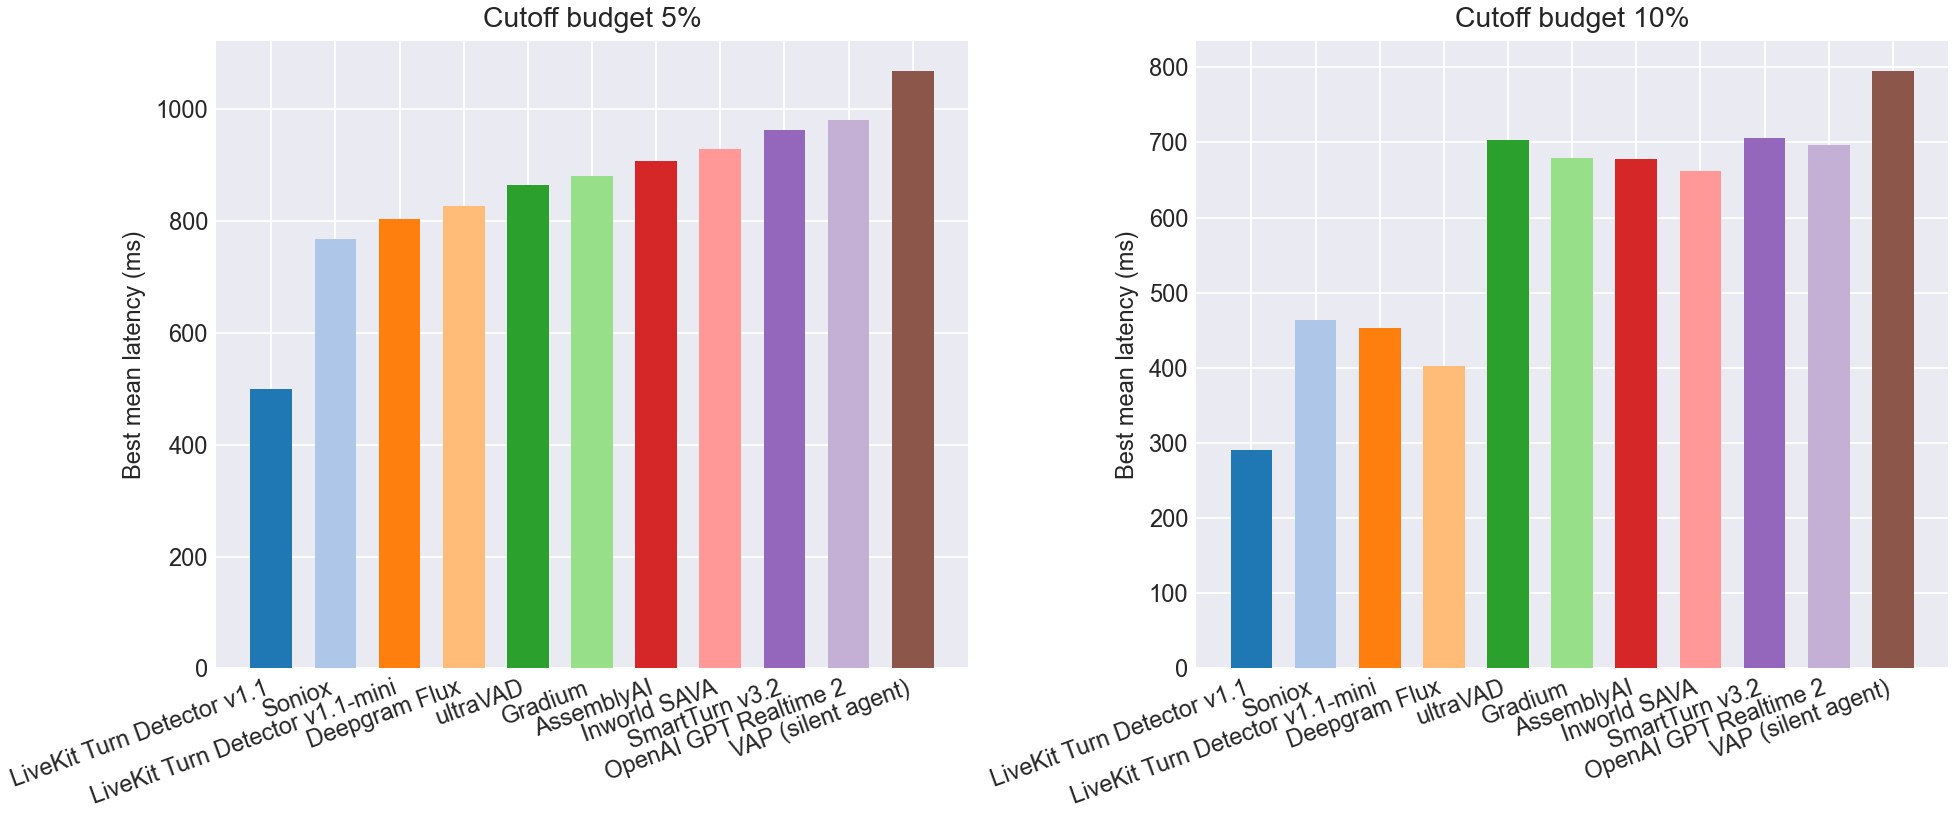 Cutoff budget 5%
Best mean latency (ms)
1000
800
600
400
200
0
LiveKit Turn Detector v1.1
Soniox
LiveKit Turn Detector v1.1-mini
Deepgram Flux
ultraVAD
Gradium
AssemblyAI
Inworld SAVA
SmartTurn v3.2
OpenAI GPT Realtime 2
VAP (silent agent)
Cutoff budget 10%
Best mean latency (ms)
800
700
600
500
400
300
200
100
0
LiveKit Turn Detector v1.1
Soniox
LiveKit Turn Detector v1.1-mini
Deepgram Flux
ultraVAD
Gradium
AssemblyAI
Inworld SAVA
SmartTurn v3.2
OpenAI GPT Realtime 2
VAP (silent agent)